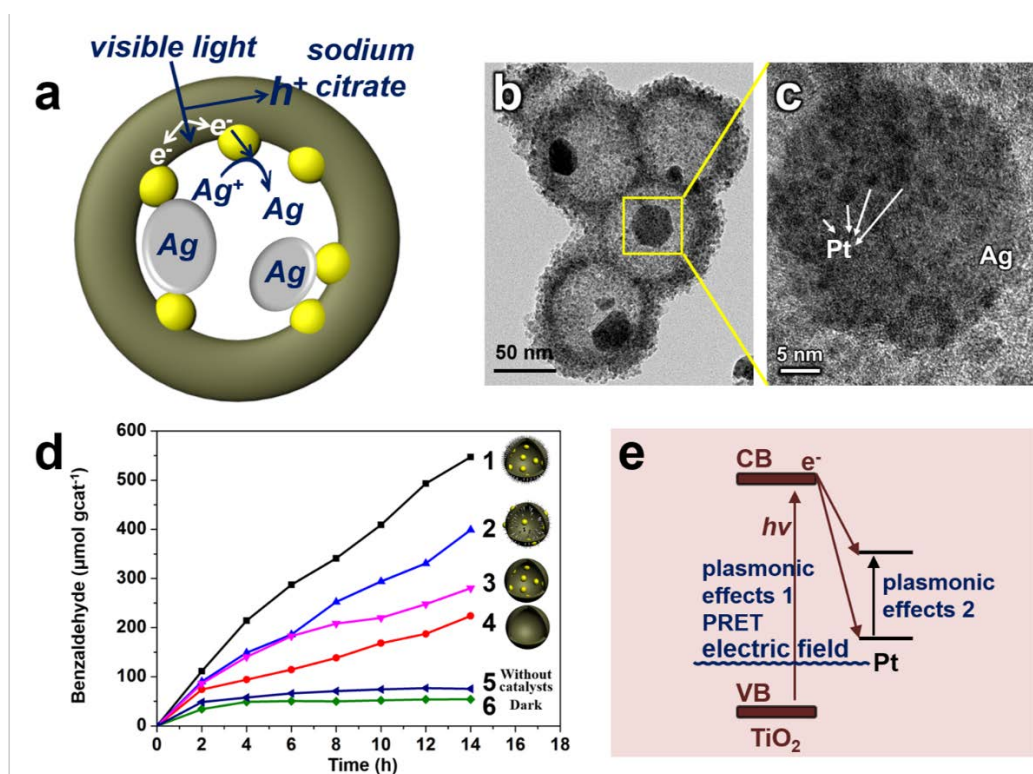 a
visible light
sodium
h⁺ citrate
e⁻
e⁻
Ag⁺
Ag
Ag
Ag
b
50 nm
c
Pt
Ag
5 nm
d
Benzaldehyde (μmol gcat⁻¹)
600
500
400
300
200
100
0
0 2 4 6 8 10 12 14 16 18
Time (h)
1
2
3
4
5 Without catalysts
6 Dark
e
CB e⁻
hν
plasmonic
effects 1
PRET
electric field
plasmonic
effects 2
Pt
VB
TiO₂